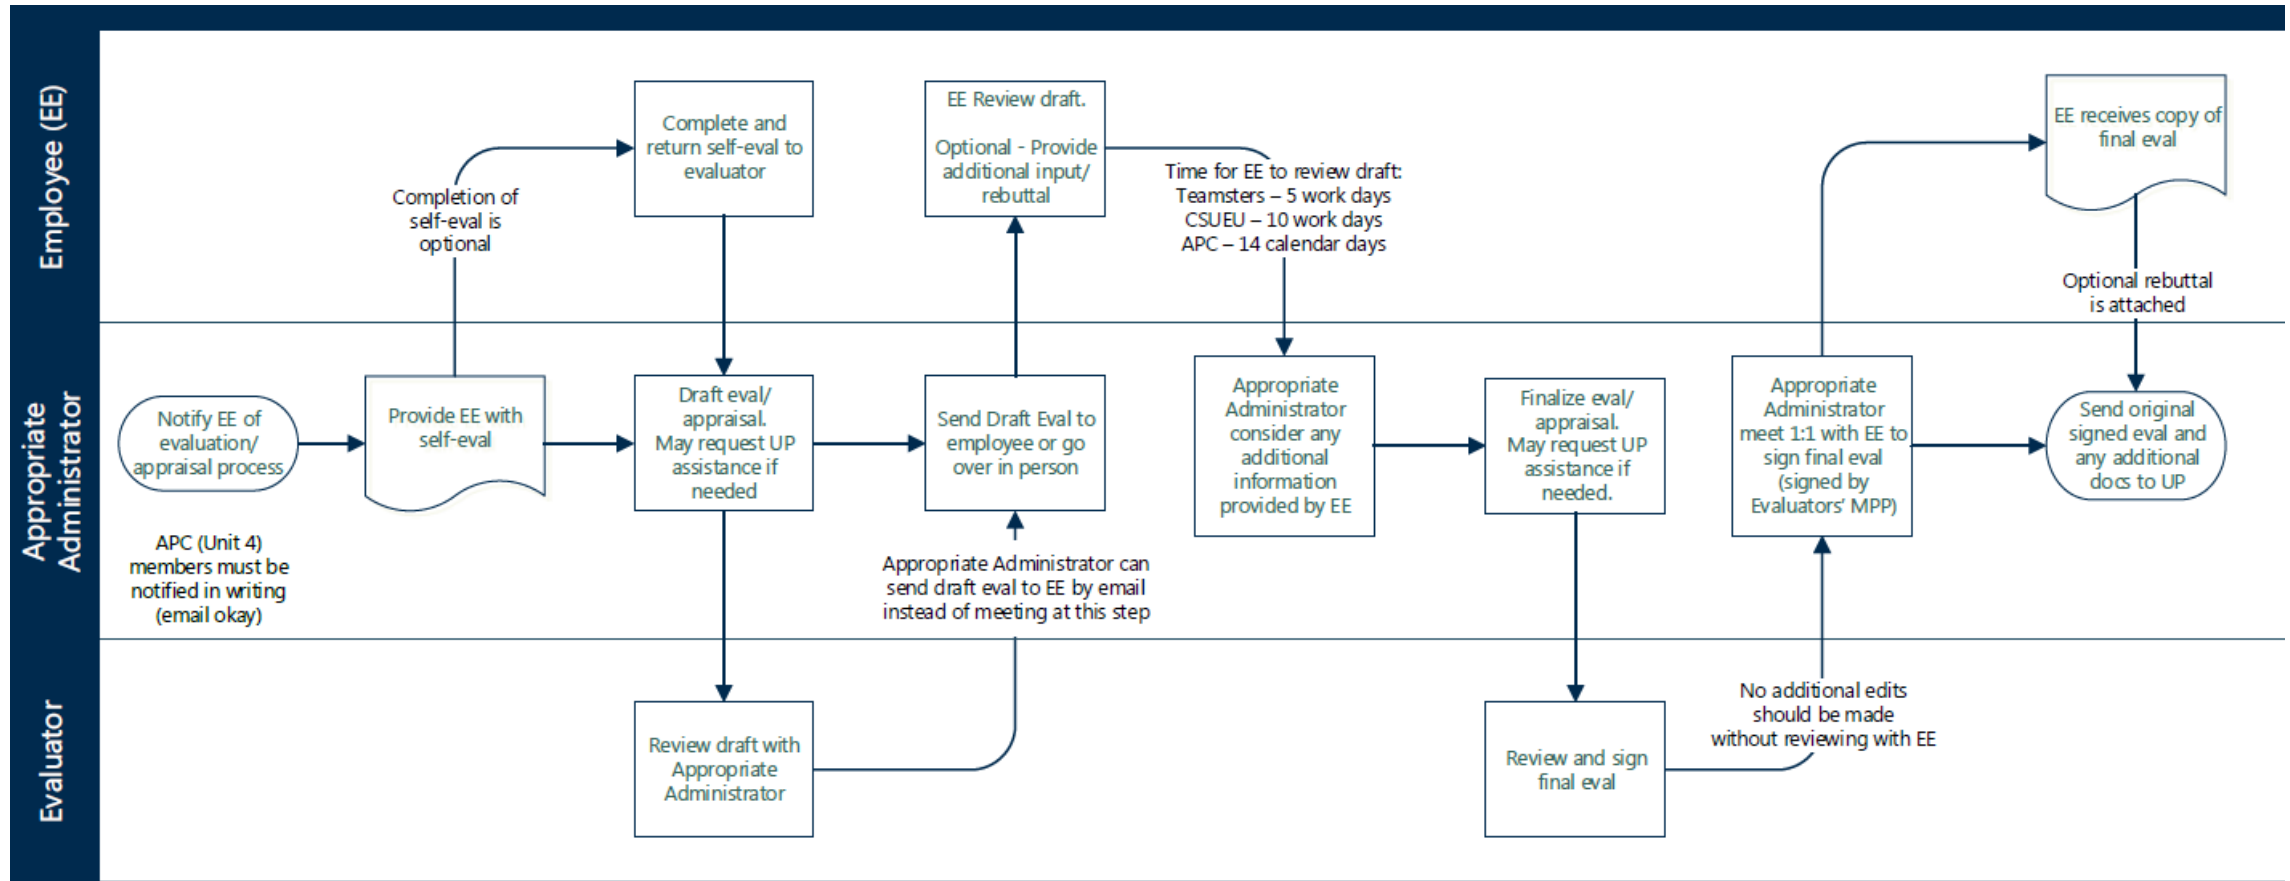 Employee (EE)
Complete and
return self-eval to
evaluator
EE Review draft.
Optional - Provide
additional input/
rebuttal
EE receives copy of
final eval
Completion of
self-eval is
optional
Time for EE to review draft:
Teamsters – 5 work days
CSUEU – 10 work days
APC – 14 calendar days
Optional rebuttal
is attached
Appropriate
Administrator
Notify EE of
evaluation/
appraisal process
Provide EE with
self-eval
Draft eval/
appraisal.
May request UP
assistance if
needed
Send Draft Eval to
employee or go
over in person
Appropriate
Administrator
consider any
additional
information
provided by EE
Finalize eval/
appraisal.
May request UP
assistance if
needed.
Appropriate
Administrator
meet 1:1 with EE to
sign final eval
(signed by
Evaluators' MPP)
Send original
signed eval and
any additional
docs to UP
APC (Unit 4)
members must be
notified in writing
(email okay)
Appropriate Administrator can
send draft eval to EE by email
instead of meeting at this step
Evaluator
Review draft with
Appropriate
Administrator
Review and sign
final eval
No additional edits
should be made
without reviewing with EE